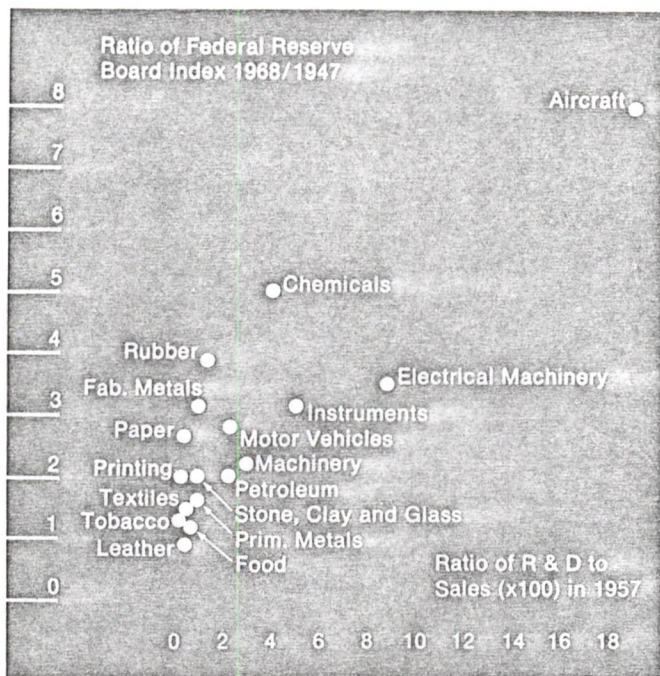 Ratio of Federal Reserve
Board Index 1968/1947
8
Aircraft
7
6
5
Chemicals
4
Rubber
Electrical Machinery
Fab. Metals
3
Instruments
Paper
Motor Vehicles
Machinery
2
Printing
Petroleum
Textiles
Stone, Clay and Glass
Tobacco
1
Prim. Metals
Leather
Food
Ratio of R & D to
Sales (x100) in 1957
0
0 2 4 6 8 10 12 14 16 18